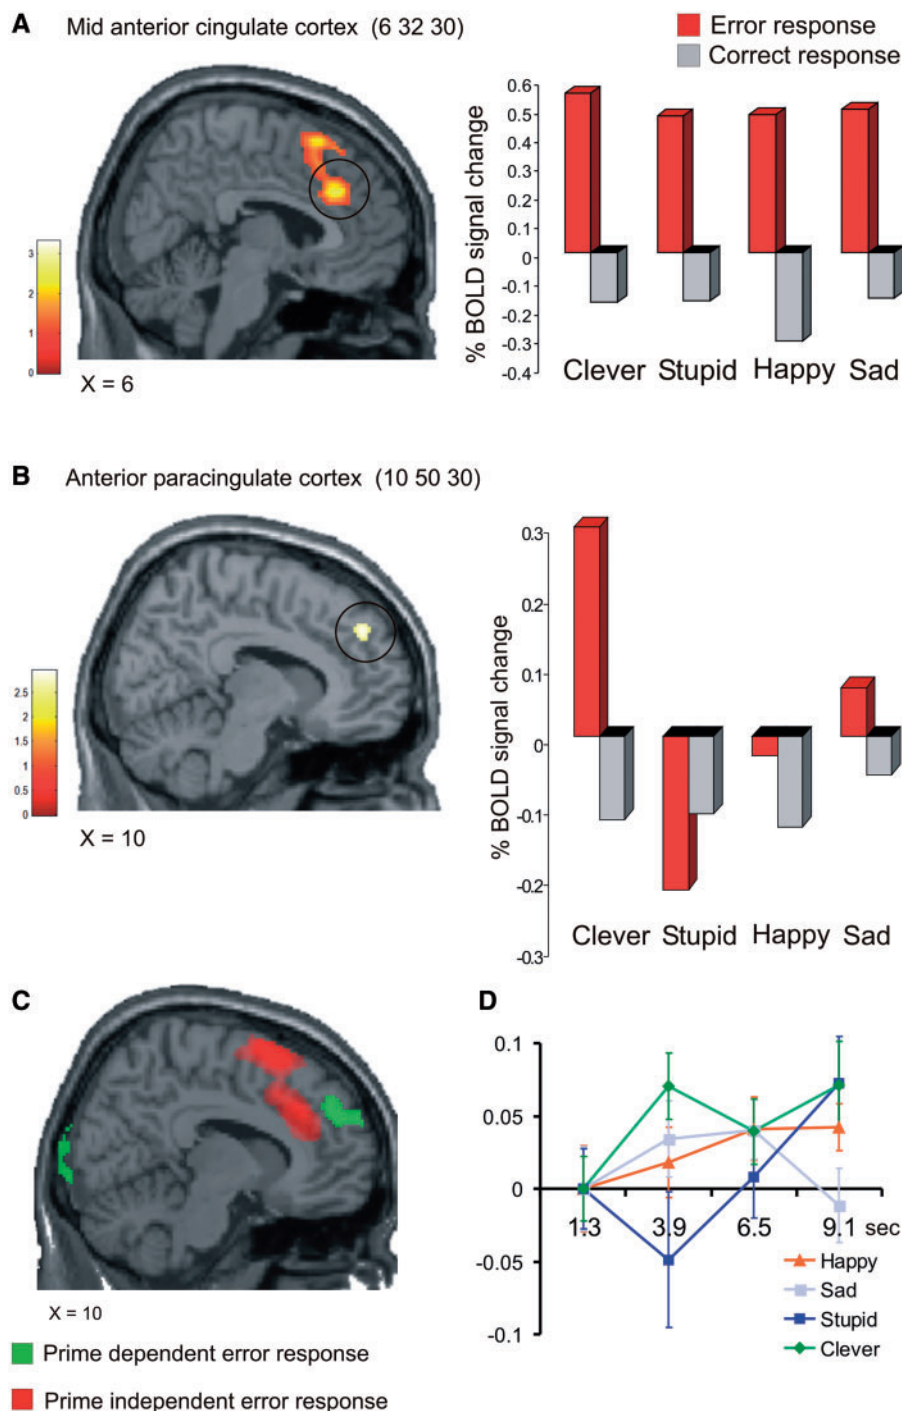 A Mid anterior cingulate cortex (6 32 30)
Error response
Correct response
3
2
1
0
X = 6
% BOLD signal change
0.6
0.5
0.4
0.3
0.2
0.1
0
-0.1
-0.2
-0.3
-0.4
Clever Stupid Happy Sad
B Anterior paracingulate cortex (10 50 30)
2.5
2
1.5
1
0.5
0
X = 10
% BOLD signal change
0.3
0.2
0.1
0
-0.1
-0.2
-0.3
Clever Stupid Happy Sad
C
X = 10
Prime dependent error response
Prime independent error response
D
0.1
0.05
0
-0.05
-0.1
1.3 3.9 6.5 9.1 sec
Happy
Sad
Stupid
Clever